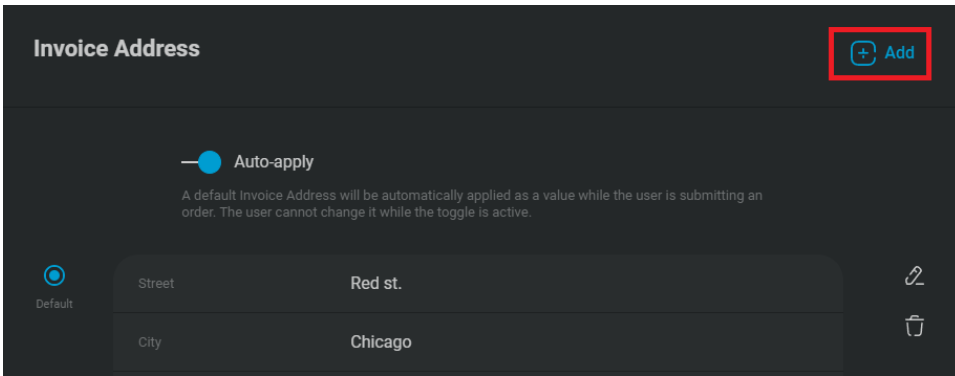 Invoice Address
Add
Auto-apply
A default Invoice Address will be automatically applied as a value while the user is submitting an
order. The user cannot change it while the toggle is active.
Default
Street Red st.
City Chicago